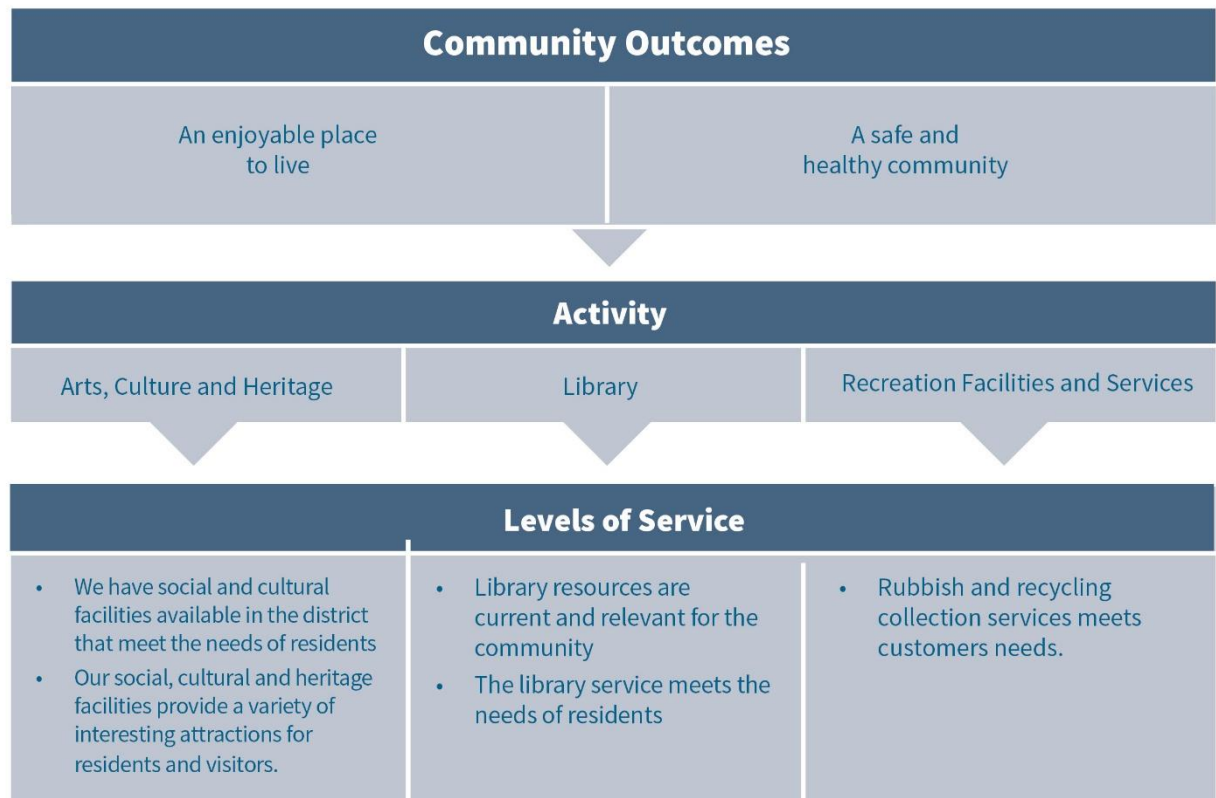 Community Outcomes
An enjoyable place
to live
A safe and
healthy community
Activity
Arts, Culture and Heritage
Library
Recreation Facilities and Services
Levels of Service
• We have social and cultural
facilities available in the district
that meet the needs of residents
• Our social, cultural and heritage
facilities provide a variety of
interesting attractions for
residents and visitors.
• Library resources are
current and relevant for the
community
• The library service meets the
needs of residents
• Rubbish and recycling
collection services meets
customers needs.